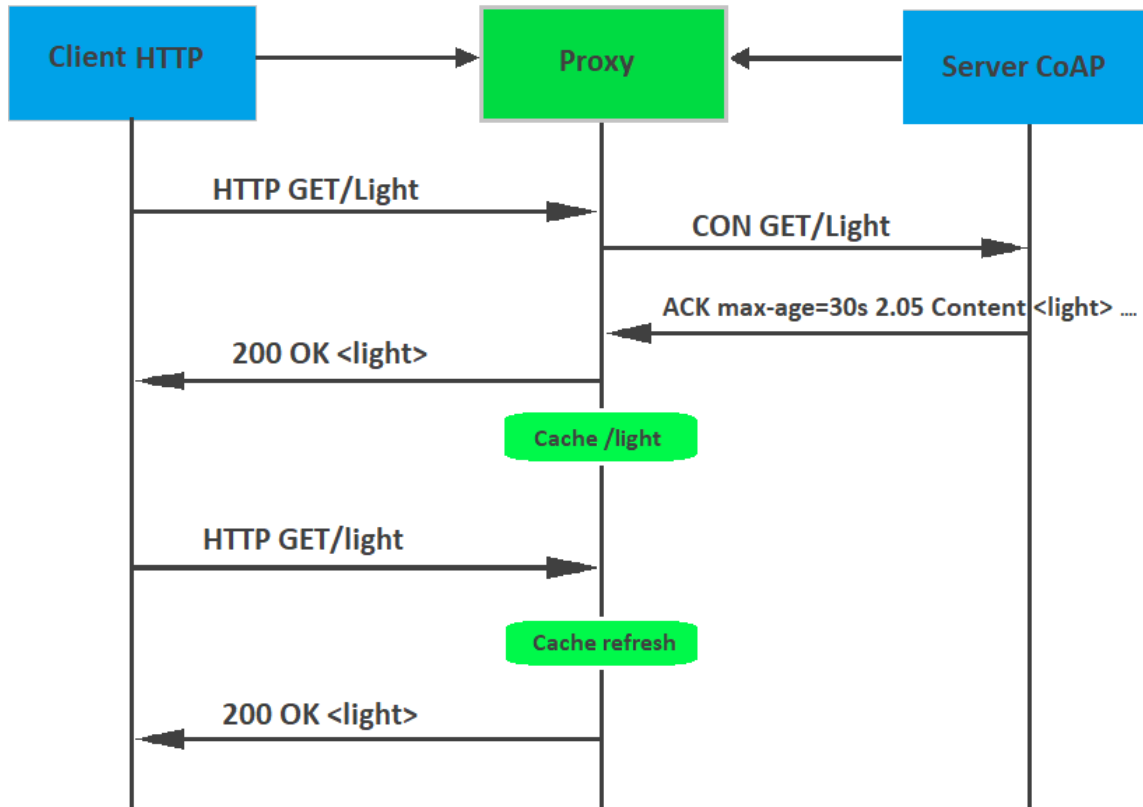 Client HTTP
Proxy
Server CoAP
HTTP GET/Light
CON GET/Light
ACK max-age=30s 2.05 Content <light> ....
200 OK <light>
Cache /light
HTTP GET/light
Cache refresh
200 OK <light>